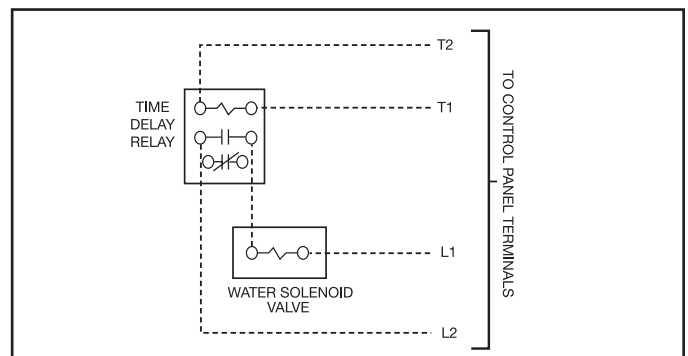 T2
TIME
DELAY
RELAY
T1
TO CONTROL PANEL TERMINALS
L1
WATER SOLENOID
VALVE
L2